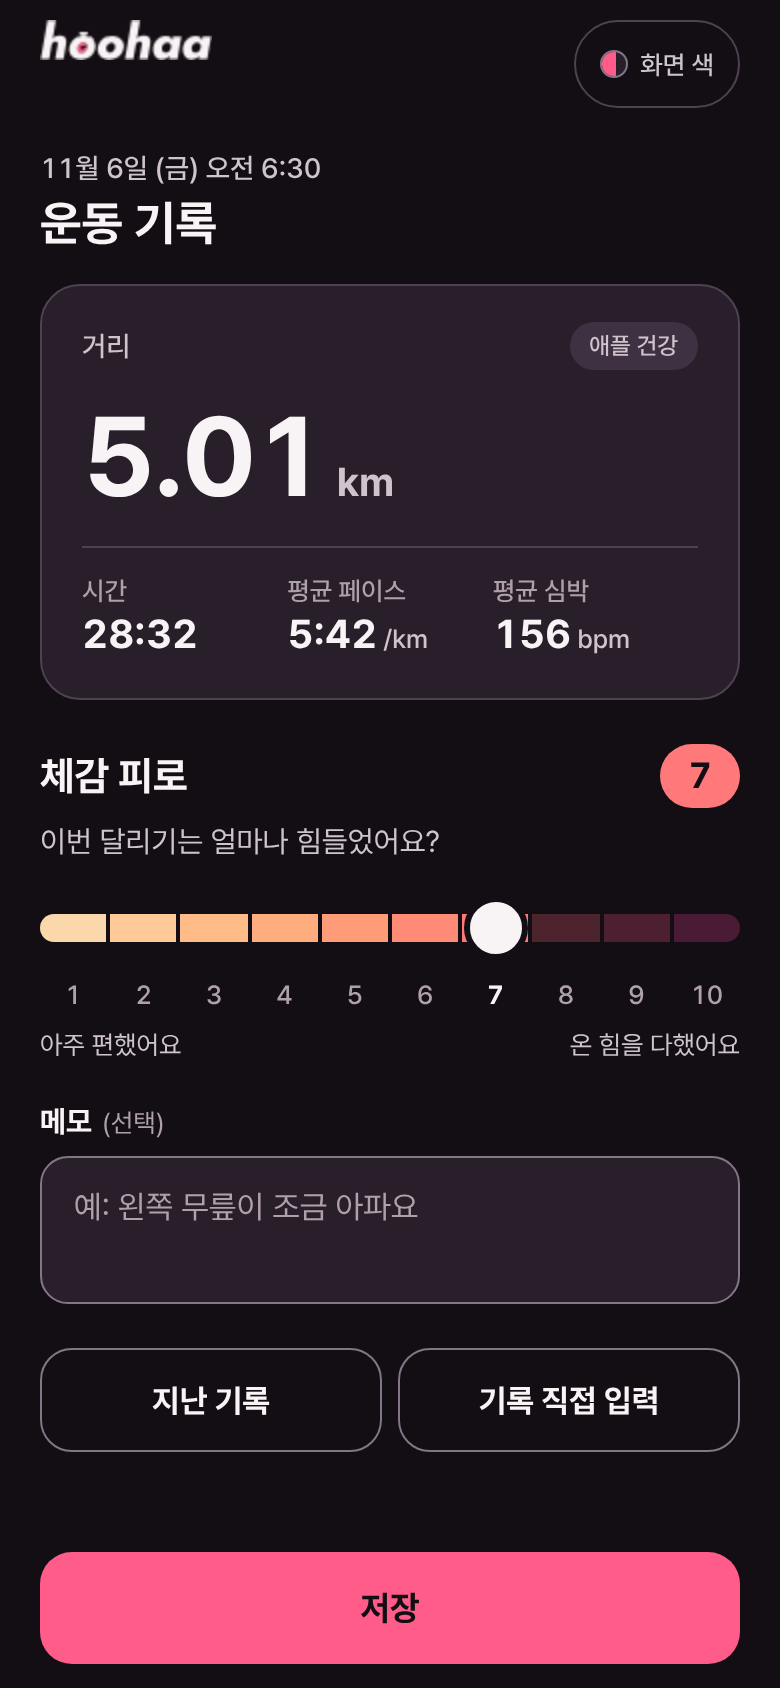 hoohaa
화면 색
11월 6일 (금) 오전 6:30
운동 기록
거리
애플 건강
5.01 km
시간 평균 페이스 평균 심박
28:32 5:42 /km 156 bpm
체감 피로 7
이번 달리기는 얼마나 힘들었어요?
1 2 3 4 5 6 7 8 9 10
아주 편했어요 온 힘을 다했어요
메모 (선택)
예: 왼쪽 무릎이 조금 아파요
지난 기록 기록 직접 입력
저장